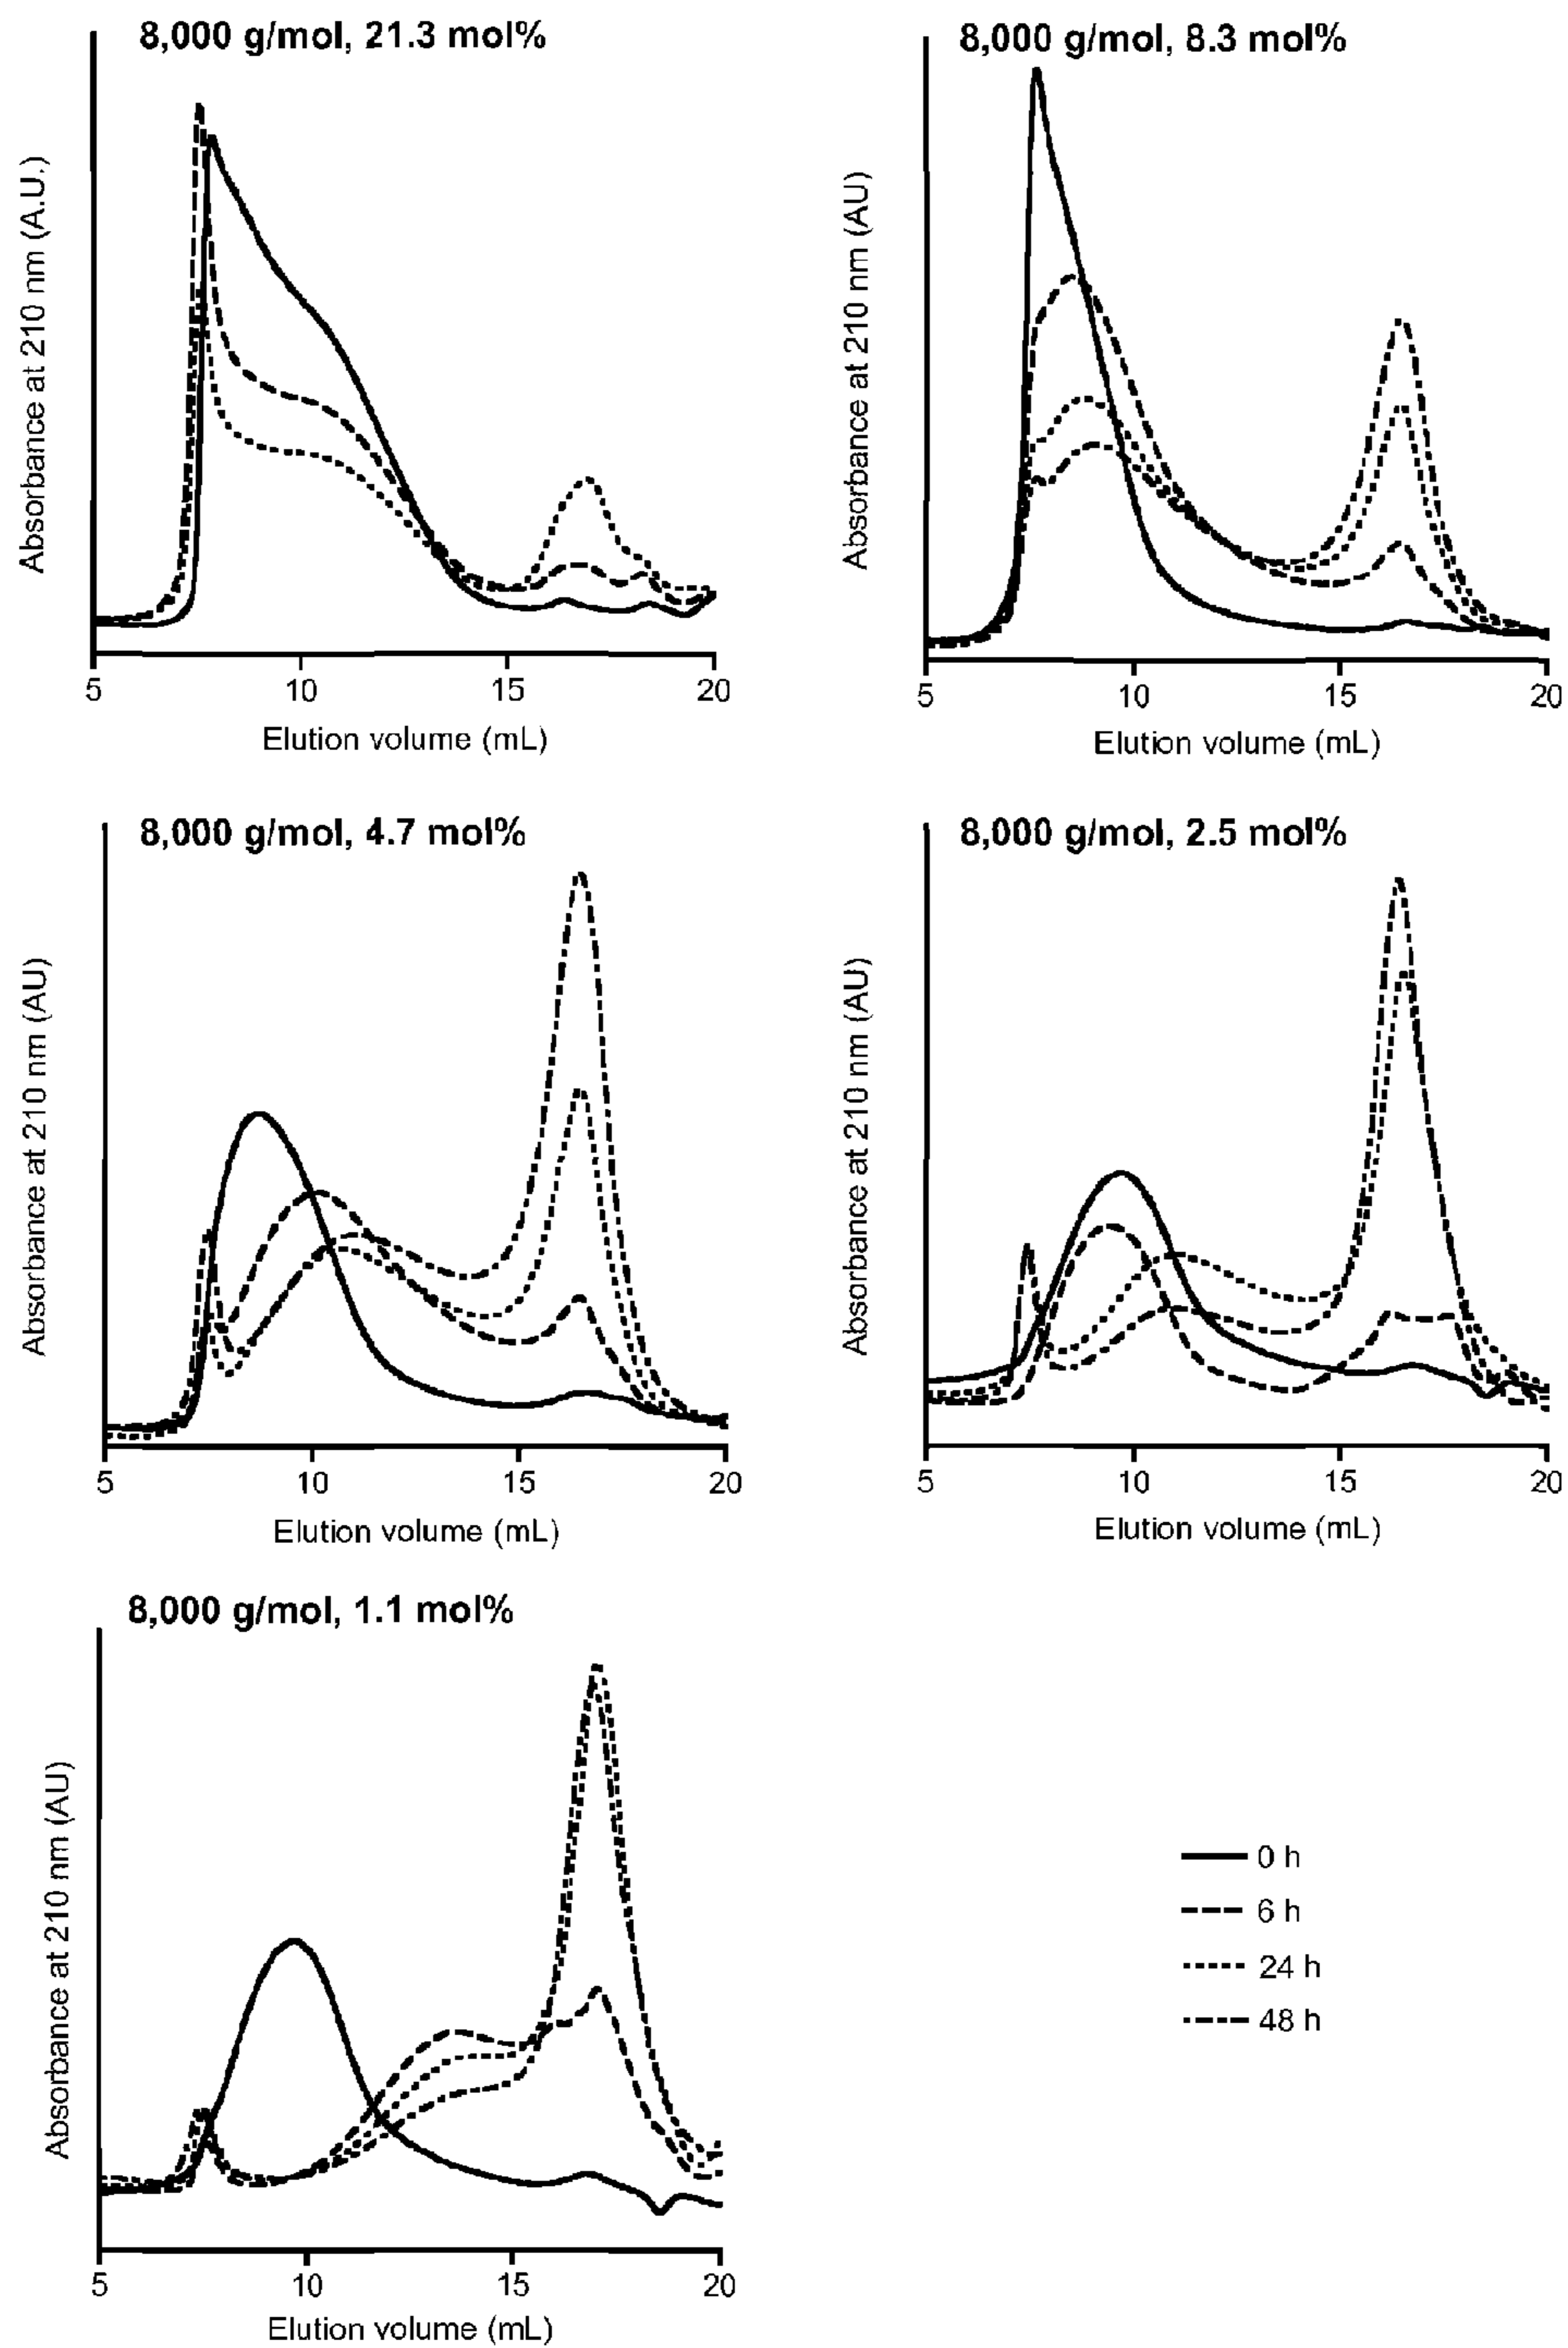 8,000 g/mol, 21.3 mol%
Absorbance at 210 nm (A.U.)
5 10 15 20
Elution volume (mL)
8,000 g/mol, 8.3 mol%
Absorbance at 210 nm (AU)
5 10 15 20
Elution volume (mL)
8,000 g/mol, 4.7 mol%
Absorbance at 210 nm (AU)
5 10 15 20
Elution volume (mL)
8,000 g/mol, 2.5 mol%
Absorbance at 210 nm (AU)
5 10 15 20
Elution volume (mL)
8,000 g/mol, 1.1 mol%
Absorbance at 210 nm (AU)
5 10 15 20
Elution volume (mL)
0 h
6 h
24 h
48 h